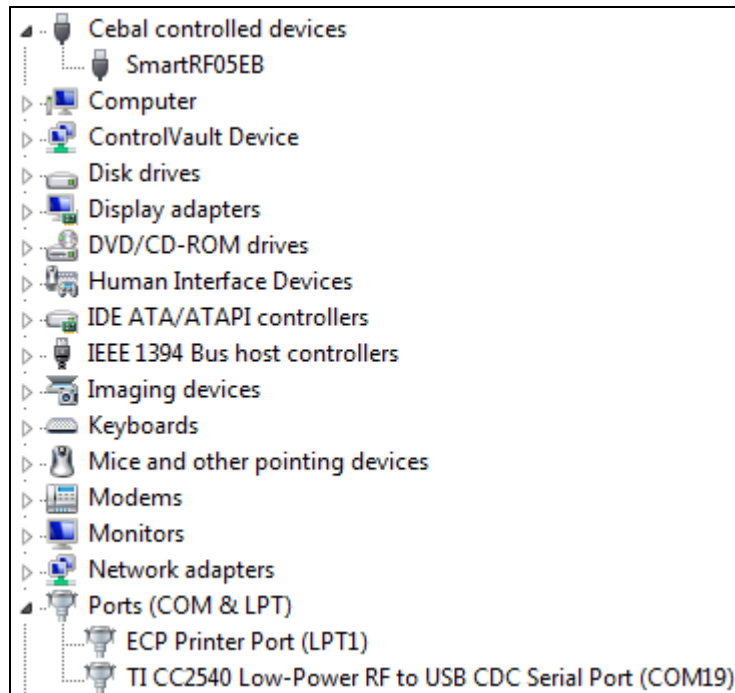 Cebal controlled devices
SmartRF05EB
Computer
ControlVault Device
Disk drives
Display adapters
DVD/CD-ROM drives
Human Interface Devices
IDE ATA/ATAPI controllers
IEEE 1394 Bus host controllers
Imaging devices
Keyboards
Mice and other pointing devices
Modems
Monitors
Network adapters
Ports (COM & LPT)
ECP Printer Port (LPT1)
TI CC2540 Low-Power RF to USB CDC Serial Port (COM19)